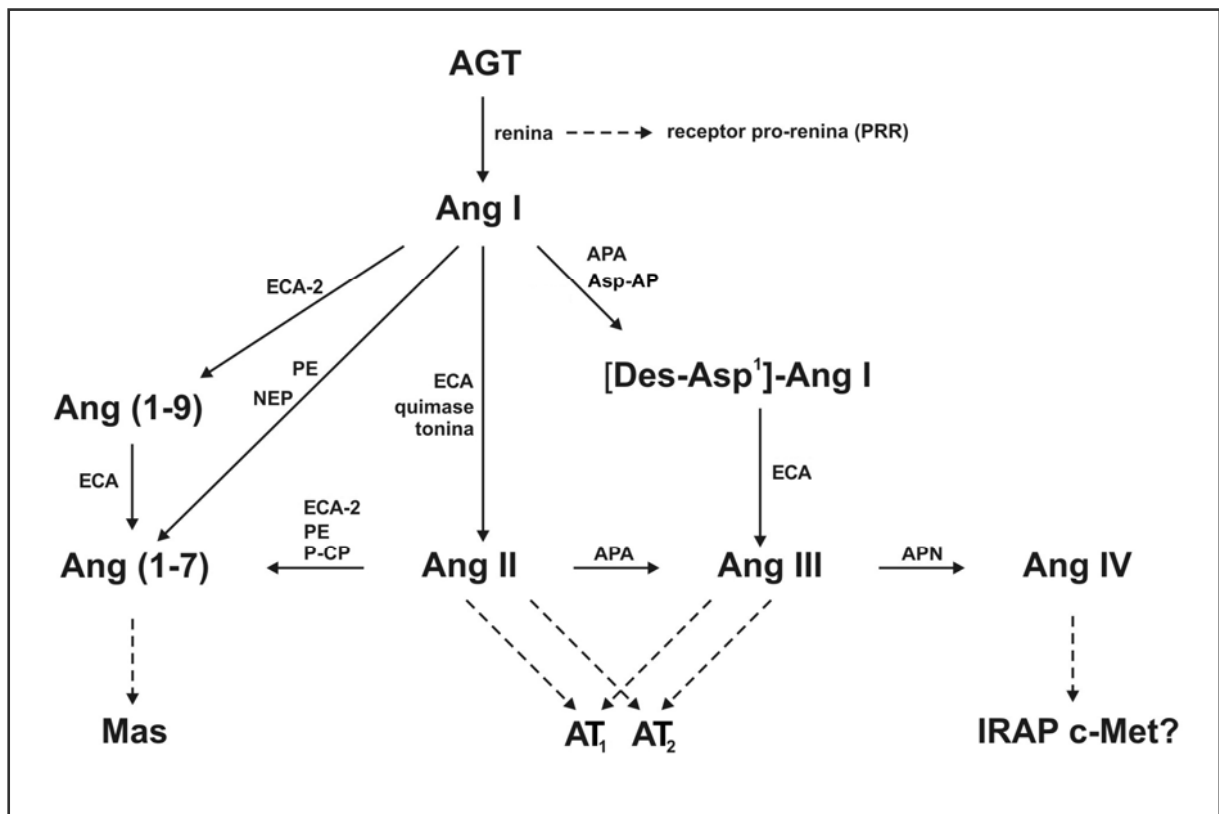 AGT
renina
receptor pro-renina (PRR)
Ang I
APA
Asp-AP
ECA-2
PE
NEP
ECA
quimase
tonina
[Des-Asp¹]-Ang I
Ang (1-9)
ECA
ECA
ECA-2
PE
P-CP
Ang (1-7)
Ang II
APA
Ang III
APN
Ang IV
Mas
AT₁
AT₂
IRAP c-Met?